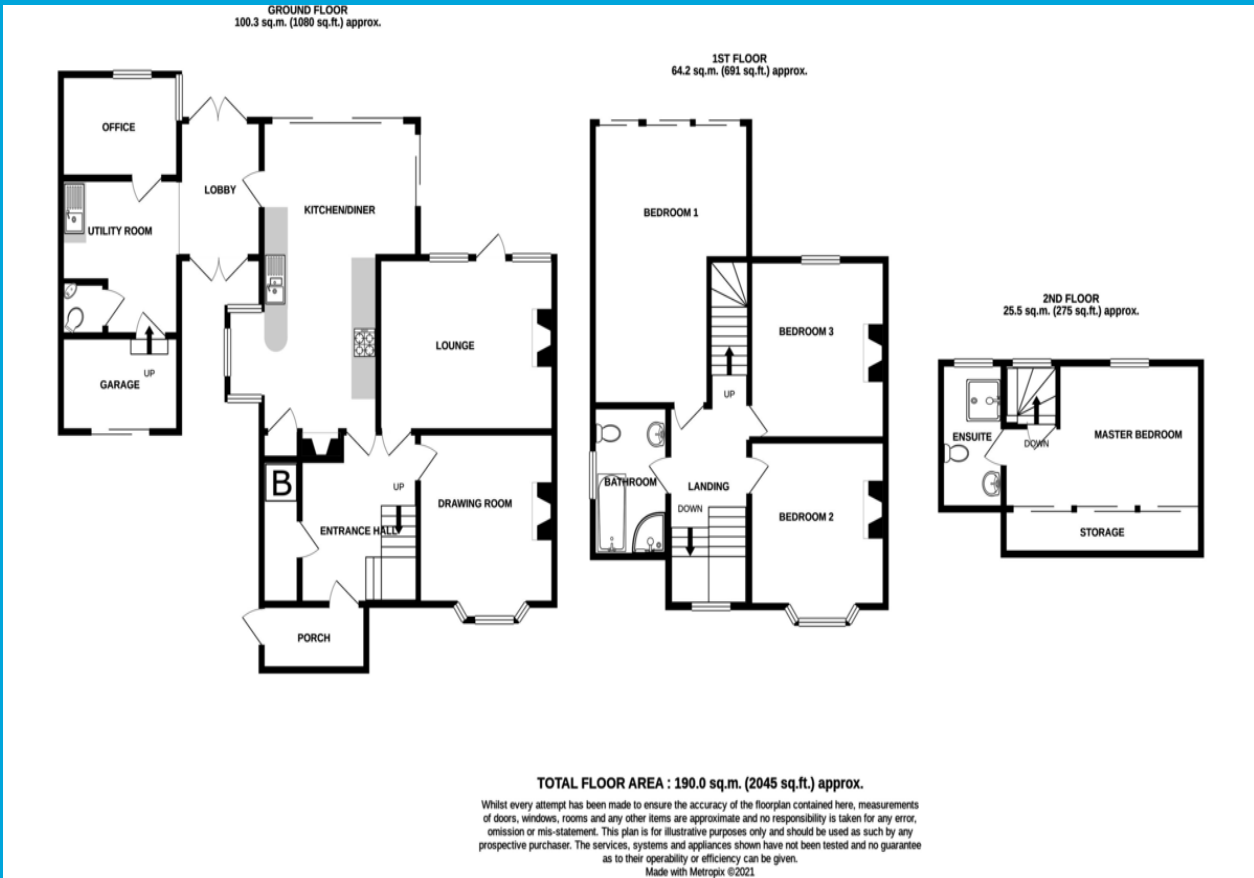 GROUND FLOOR
100.3 sq.m. (1080 sq.ft.) approx.
OFFICE
LOBBY
UTILITY ROOM
KITCHEN/DINER
LOUNGE
UP
GARAGE
B
UP
DRAWING ROOM
ENTRANCE HALL
PORCH
1ST FLOOR
64.2 sq.m. (691 sq.ft.) approx.
BEDROOM 1
BEDROOM 3
UP
BATHROOM
LANDING
DOWN
BEDROOM 2
2ND FLOOR
25.5 sq.m. (275 sq.ft.) approx.
ENSUITE
DOWN
MASTER BEDROOM
STORAGE
TOTAL FLOOR AREA : 190.0 sq.m. (2045 sq.ft.) approx.
Whilst every attempt has been made to ensure the accuracy of the floorplan contained here, measurements
of doors, windows, rooms and any other items are approximate and no responsibility is taken for any error,
omission or mis-statement. This plan is for illustrative purposes only and should be used as such by any
prospective purchaser. The services, systems and appliances shown have not been tested and no guarantee
as to their operability or efficiency can be given.
Made with Metropix ©2021